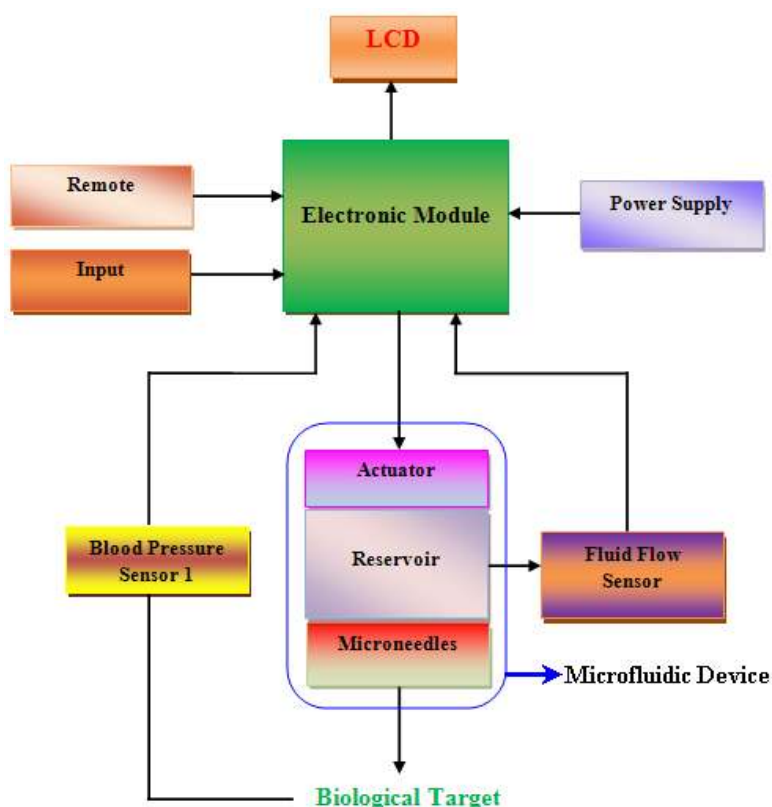 LCD
Remote
Electronic Module
Power Supply
Input
Actuator
Blood Pressure
Sensor 1
Reservoir
Fluid Flow
Sensor
Microneedles
Microfluidic Device
Biological Target